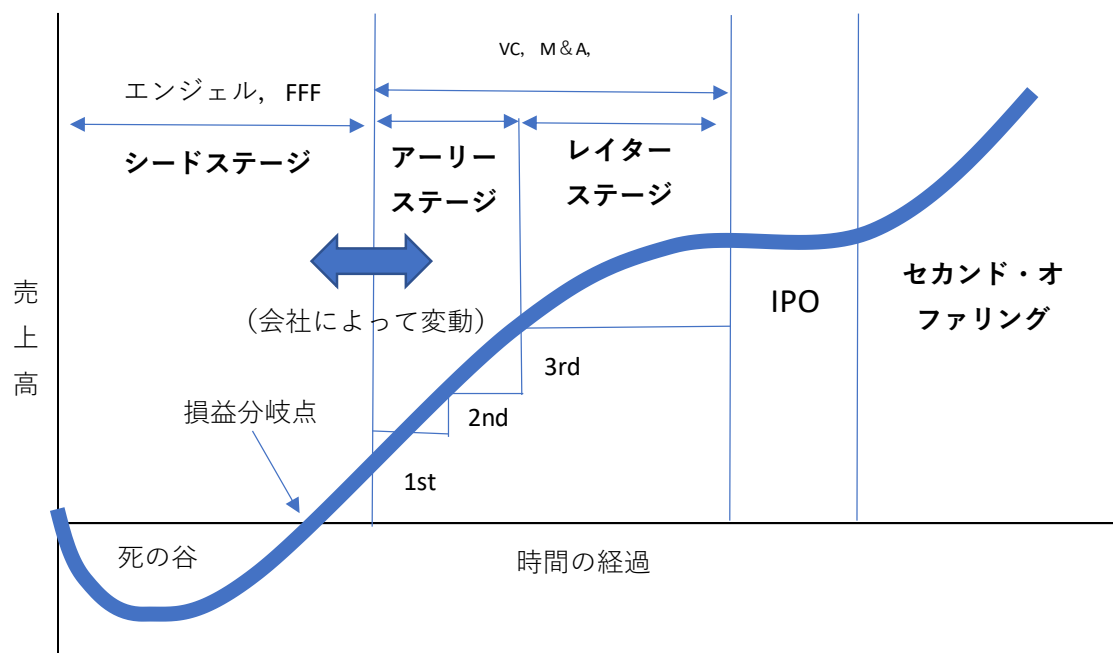 VC, M&A,
エンジェル, FFF
シードステージ
アーリー
ステージ
レイター
ステージ
(会社によって変動)
売上高
損益分岐点
1st
2nd
3rd
IPO
セカンド・オ
ファリング
死の谷
時間の経過